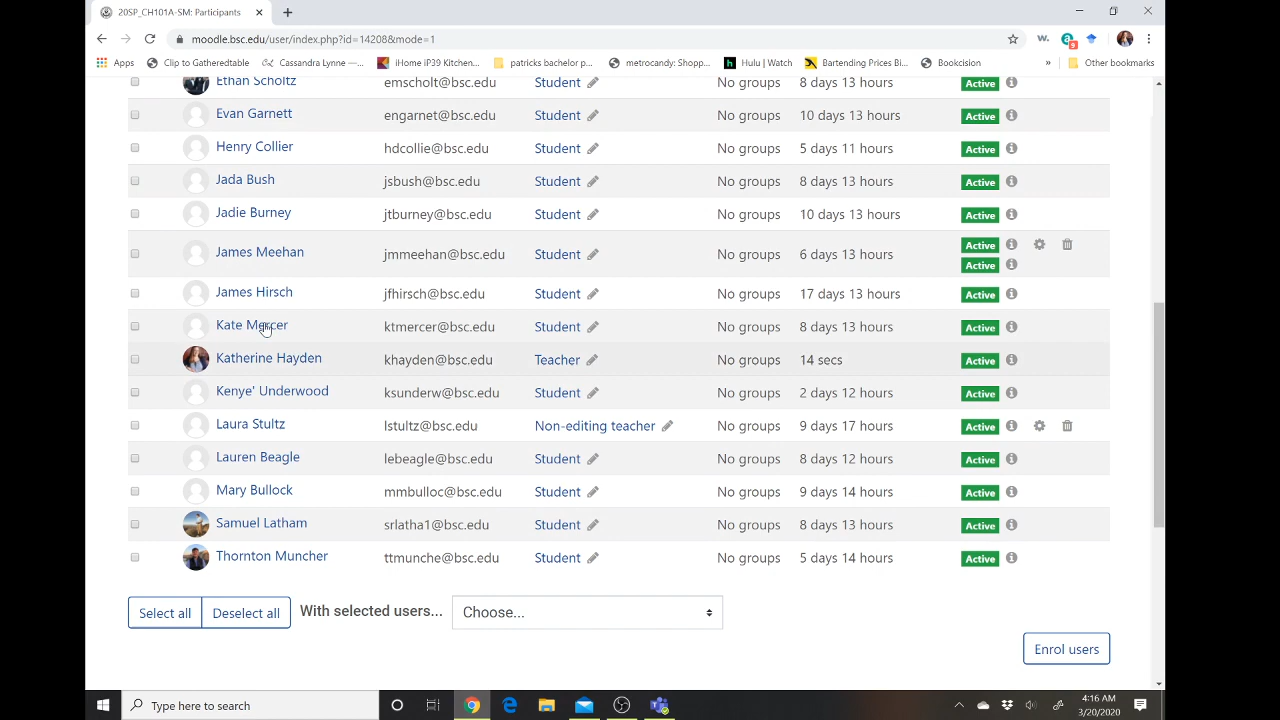 20SP_CH101A-SM: Participants
moodle.bsc.edu/user/index.php?id=14208&mode=1
Apps Clip to Gatheredtable Cassandra Lynne —... iHome iP39 Kitchen... patricks bachelor p... metrocandy: Shopp... Hulu | Watch Bartending Prices Bi... Bookcision » Other bookmarks
Ethan Scholtz emscholt@bsc.edu Student No groups 8 days 13 hours Active
Evan Garnett engarnet@bsc.edu Student No groups 10 days 13 hours Active
Henry Collier hdcollie@bsc.edu Student No groups 5 days 11 hours Active
Jada Bush jsbush@bsc.edu Student No groups 8 days 13 hours Active
Jadie Burney jtburney@bsc.edu Student No groups 10 days 13 hours Active
James Meehan jmmeehan@bsc.edu Student No groups 6 days 13 hours Active
Active
James Hirsch jfhirsch@bsc.edu Student No groups 17 days 13 hours Active
Kate Mercer ktmercer@bsc.edu Student No groups 8 days 13 hours Active
Katherine Hayden khayden@bsc.edu Teacher No groups 14 secs Active
Kenye' Underwood ksunderw@bsc.edu Student No groups 2 days 12 hours Active
Laura Stultz lstultz@bsc.edu Non-editing teacher No groups 9 days 17 hours Active
Lauren Beagle lebeagle@bsc.edu Student No groups 8 days 12 hours Active
Mary Bullock mmbulloc@bsc.edu Student No groups 9 days 14 hours Active
Samuel Latham srlatha1@bsc.edu Student No groups 8 days 13 hours Active
Thornton Muncher ttmunche@bsc.edu Student No groups 5 days 14 hours Active
Select all Deselect all With selected users... Choose...
Enrol users
Type here to search
4:16 AM
3/20/2020